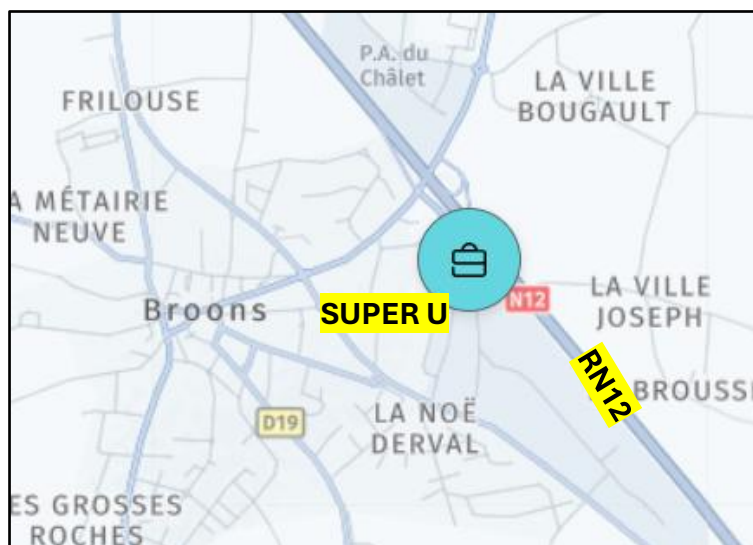 P.A. du
Châlet
LA VILLE
BOUGAULT
FRILOUSE
A MÉTAIRIE
NEUVE
Broons
SUPER U
N12
LA VILLE
JOSEPH
RN12
BROUSS
D19
LA NOË
DERVAL
ES GROSSES
ROCHES